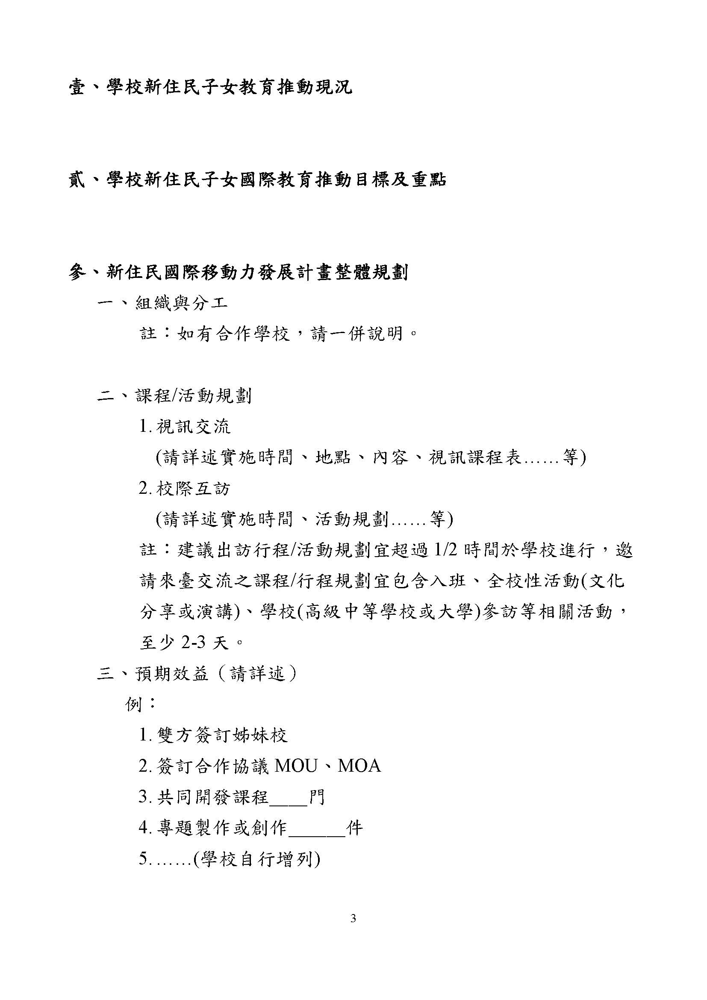 壹、學校新住民子女教育推動現況
貳、學校新住民子女國際教育推動目標及重點
參、新住民國際移動力發展計畫整體規劃
一、組織與分工
註：如有合作學校，請一併說明。
二、課程/活動規劃
1.視訊交流
(請詳述實施時間、地點、內容、視訊課程表……等)
2.校際互訪
(請詳述實施時間、活動規劃……等)
註：建議出訪行程/活動規劃宜超過 1/2 時間於學校進行，邀
請來臺交流之課程/行程規劃宜包含入班、全校性活動(文化
分享或演講)、學校(高級中等學校或大學)參訪等相關活動，
至少 2-3 天。
三、預期效益（請詳述）
例：
1.雙方簽訂姊妹校
2.簽訂合作協議 MOU、MOA
3.共同開發課程____門
4.專題製作或創作______件
5.……(學校自行增列)
3